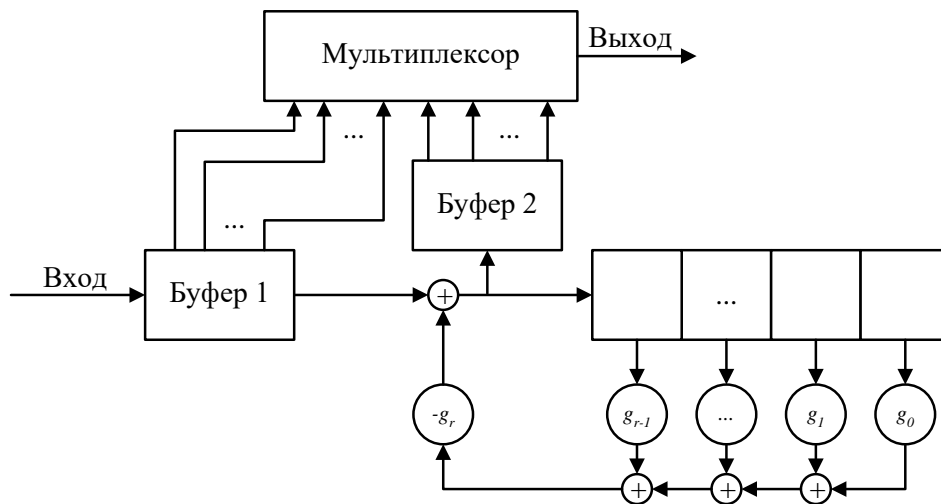 Мультиплексор
Выход
...
...
Буфер 2
...
Вход
Буфер 1
+
...
-g_r
g_{r-1}
...
g_1
g_0
+
+
+